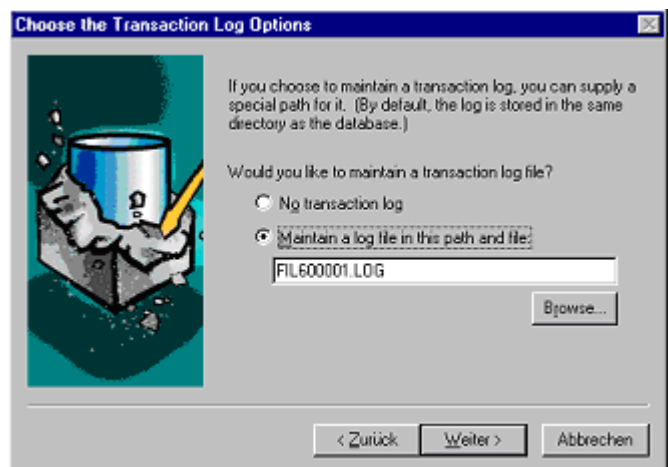 Choose the Transaction Log Options
If you choose to maintain a transaction log, you can supply a
special path for it. (By default, the log is stored in the same
directory as the database.)
Would you like to maintain a transaction log file?
No transaction log
Maintain a log file in this path and file:
FIL600001.LOG
Browse...
< Zurück
Weiter >
Abbrechen